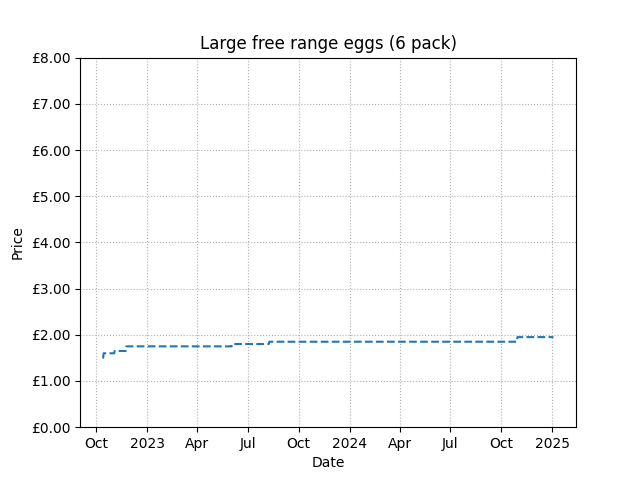 Large free range eggs (6 pack)
£8.00
£7.00
£6.00
£5.00
£4.00
£3.00
£2.00
£1.00
£0.00
Price
Oct 2023 Apr Jul Oct 2024 Apr Jul Oct 2025
Date